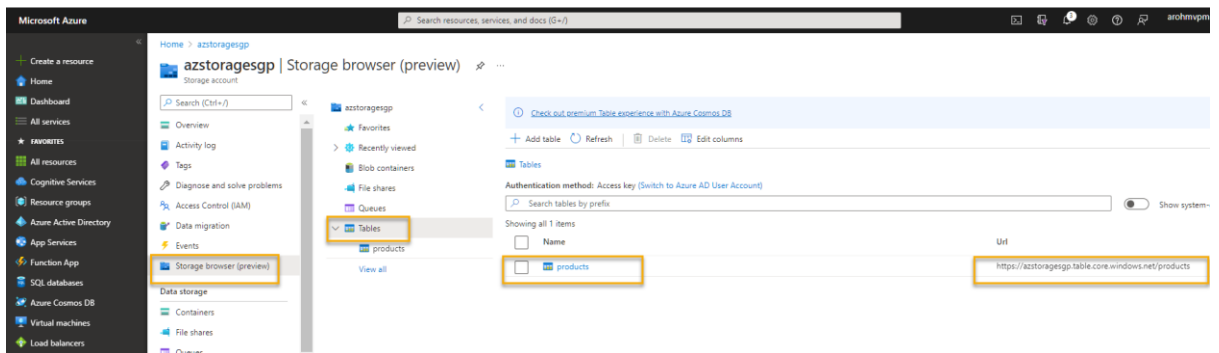 Microsoft Azure
Search resources, services, and docs (G+/)
arohmvpm
Create a resource
Home
Dashboard
All services
FAVORITES
All resources
Cognitive Services
Resource groups
Azure Active Directory
App Services
Function App
SQL databases
Azure Cosmos DB
Virtual machines
Load balancers
Home > azstoragesgp
azstoragesgp | Storage browser (preview)
Storage account
Search (Ctrl+/)
Overview
Activity log
Tags
Diagnose and solve problems
Access Control (IAM)
Data migration
Events
Storage browser (preview)
Data storage
Containers
File shares
Queues
azstoragesgp
Favorites
Recently viewed
Blob containers
File shares
Queues
Tables
products
View all
Check out premium Table experience with Azure Cosmos DB
Add table Refresh Delete Edit columns
Tables
Authentication method: Access key (Switch to Azure AD User Account)
Search tables by prefix
Show system-
Showing all 1 items
Name Url
products https://azstoragesgp.table.core.windows.net/products